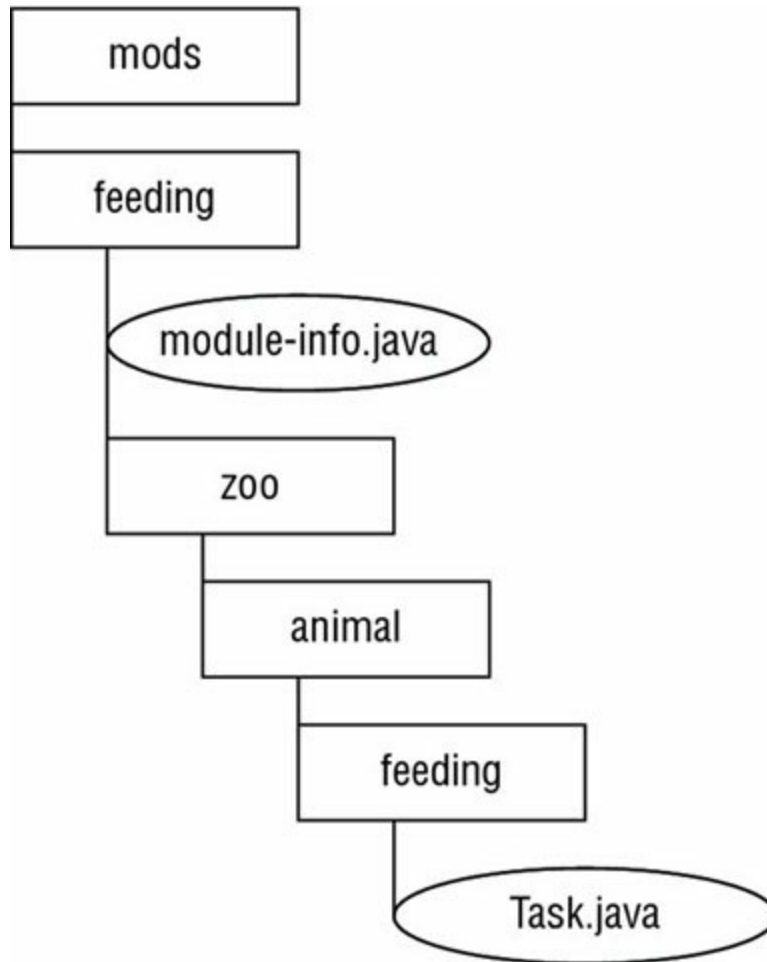 mods
feeding
module-info.java
zoo
animal
feeding
Task.java